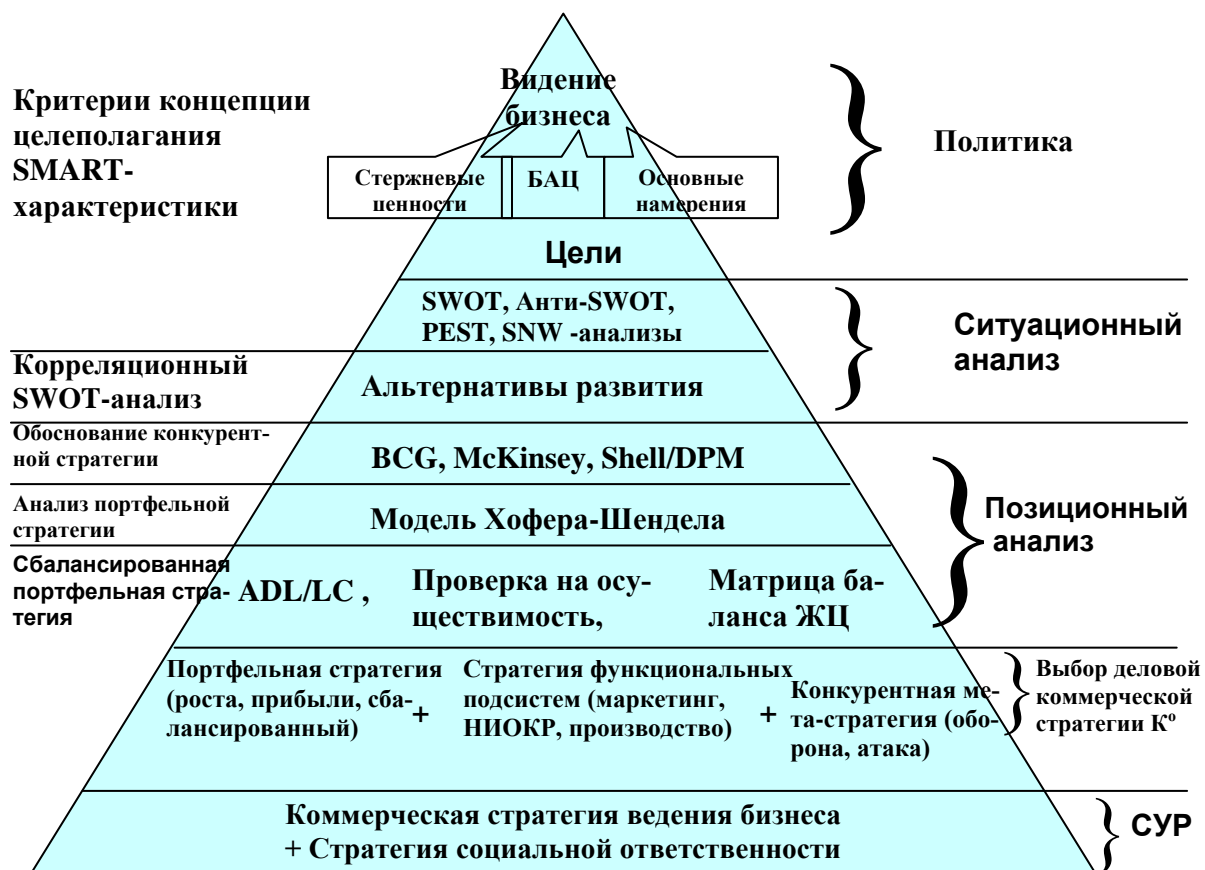 Видение
бизнеса
Критерии концепции
целеполагания
SMART-
характеристики
Политика
Стержневые
ценности
БАЦ
Основные
намерения
Цели
SWOT, Анти-SWOT,
PEST, SNW -анализы
Ситуационный
анализ
Корреляционный
SWOT-анализ
Альтернативы развития
Обоснование конкурент-
ной стратегии
BCG, McKinsey, Shell/DPM
Анализ портфельной
стратегии
Модель Хофера-Шендела
Позиционный
анализ
Сбалансированная
портфельная стра-
тегия
ADL/LC ,
Проверка на осу-
ществимость,
Матрица ба-
ланса ЖЦ
Портфельная стратегия
(роста, прибыли, сба-
лансированный)
+
Стратегия функциональных
подсистем (маркетинг,
НИОКР, производство)
+
Конкурентная ме-
та-стратегия (обо-
рона, атака)
Выбор деловой
коммерческой
стратегии Kº
Коммерческая стратегия ведения бизнеса
+ Стратегия социальной ответственности
СУР